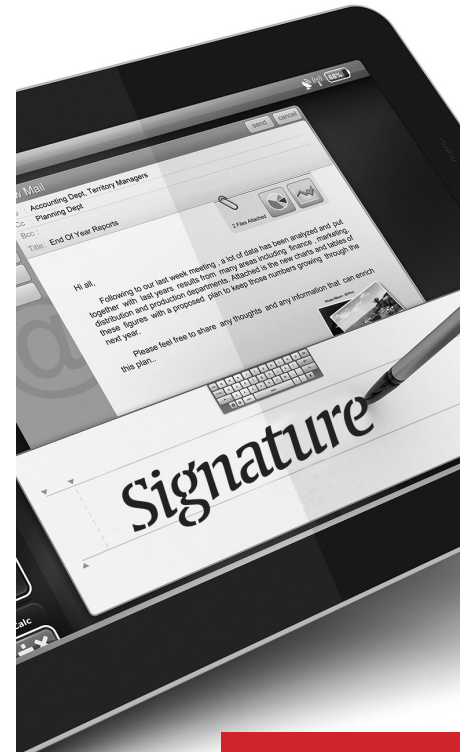 88%
menu
send cancel
w Mail
: Accounting Dept, Territory Managers
Cc : Planning Dept
Bcc :
Title: End Of Year Reports
2 Files Attached
Hi all,
Following to our last week meeting , a lot of data has been analyzed and put
together with last years results from many areas including finance , marketing,
distribution and production departments. Attached is the new charts and tables of
these figures with a proposed plan to keep those numbers growing through the
next year .
Please feel free to share any thoughts and any information that can enrich
this plan..
@
Signature
calc